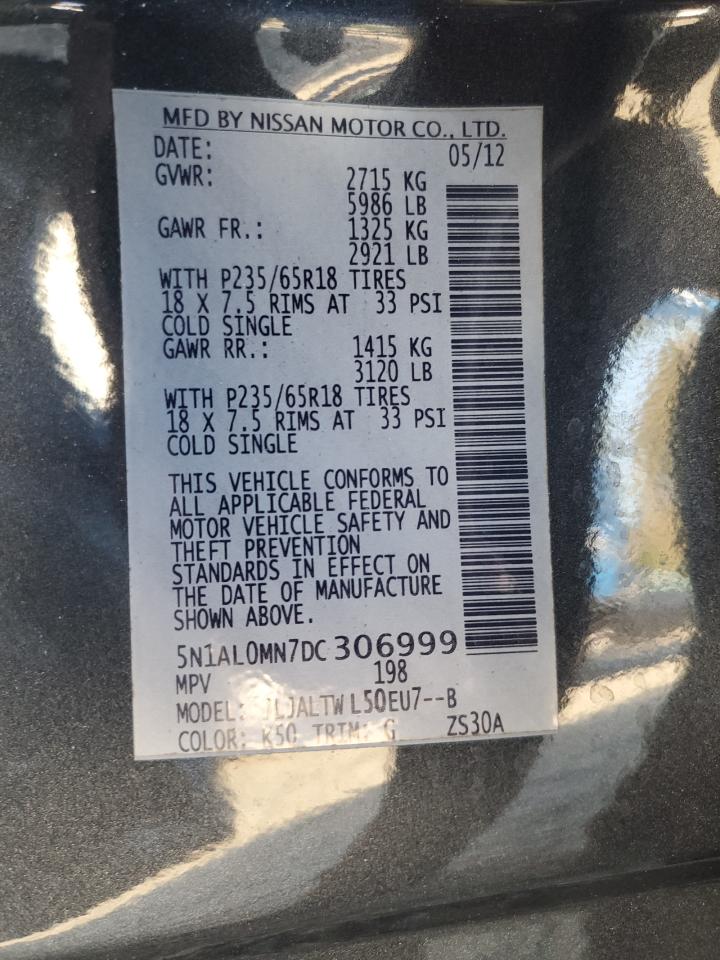 MFD BY NISSAN MOTOR CO., LTD.
DATE: 05/12
GVWR: 2715 KG
5986 LB
GAWR FR.: 1325 KG
2921 LB
WITH P235/65R18 TIRES
18 X 7.5 RIMS AT 33 PSI
COLD SINGLE
GAWR RR.: 1415 KG
3120 LB
WITH P235/65R18 TIRES
18 X 7.5 RIMS AT 33 PSI
COLD SINGLE
THIS VEHICLE CONFORMS TO
ALL APPLICABLE FEDERAL
MOTOR VEHICLE SAFETY AND
THEFT PREVENTION
STANDARDS IN EFFECT ON
THE DATE OF MANUFACTURE
SHOWN ABOVE.
5N1AL0MN7DC 306999
MPV 198
MODEL: L50EU7--B
COLOR: K50 TRIM: G ZS30A